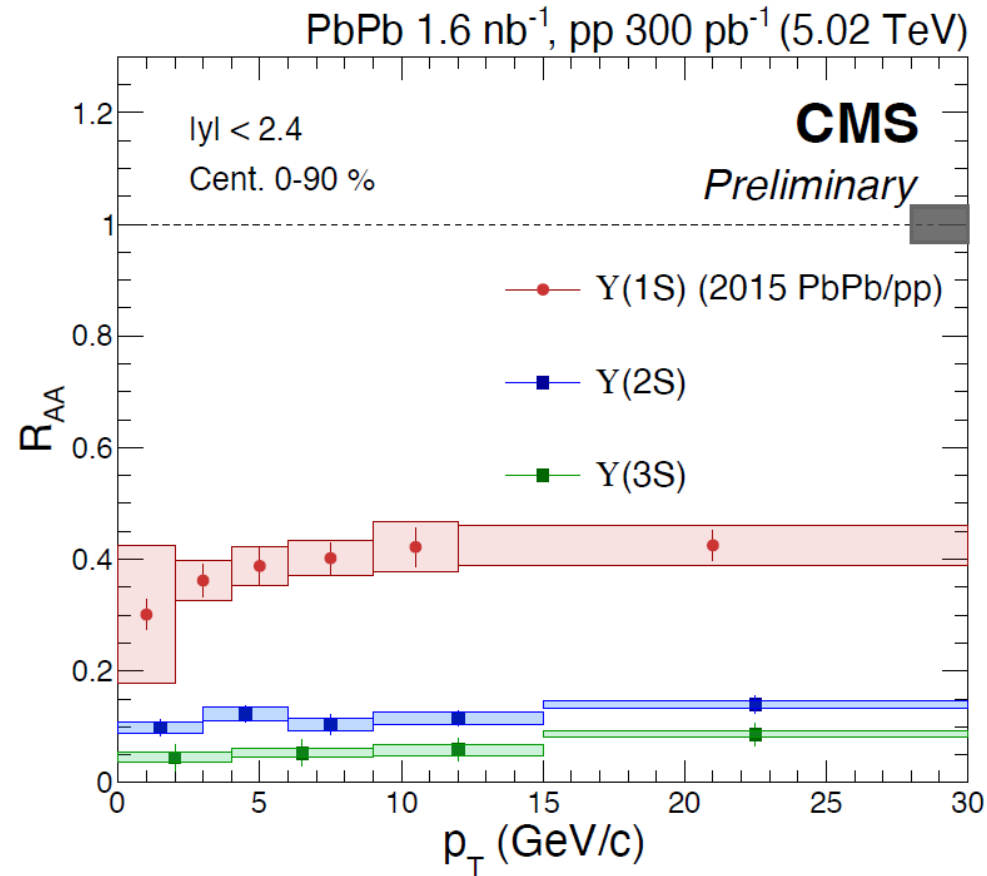 PbPb 1.6 nb⁻¹, pp 300 pb⁻¹ (5.02 TeV)
|y| < 2.4
Cent. 0-90 %
CMS
Preliminary
Υ(1S) (2015 PbPb/pp)
Υ(2S)
Υ(3S)
R_AA
1.2
1
0.8
0.6
0.4
0.2
0
0 5 10 15 20 25 30
p_T (GeV/c)